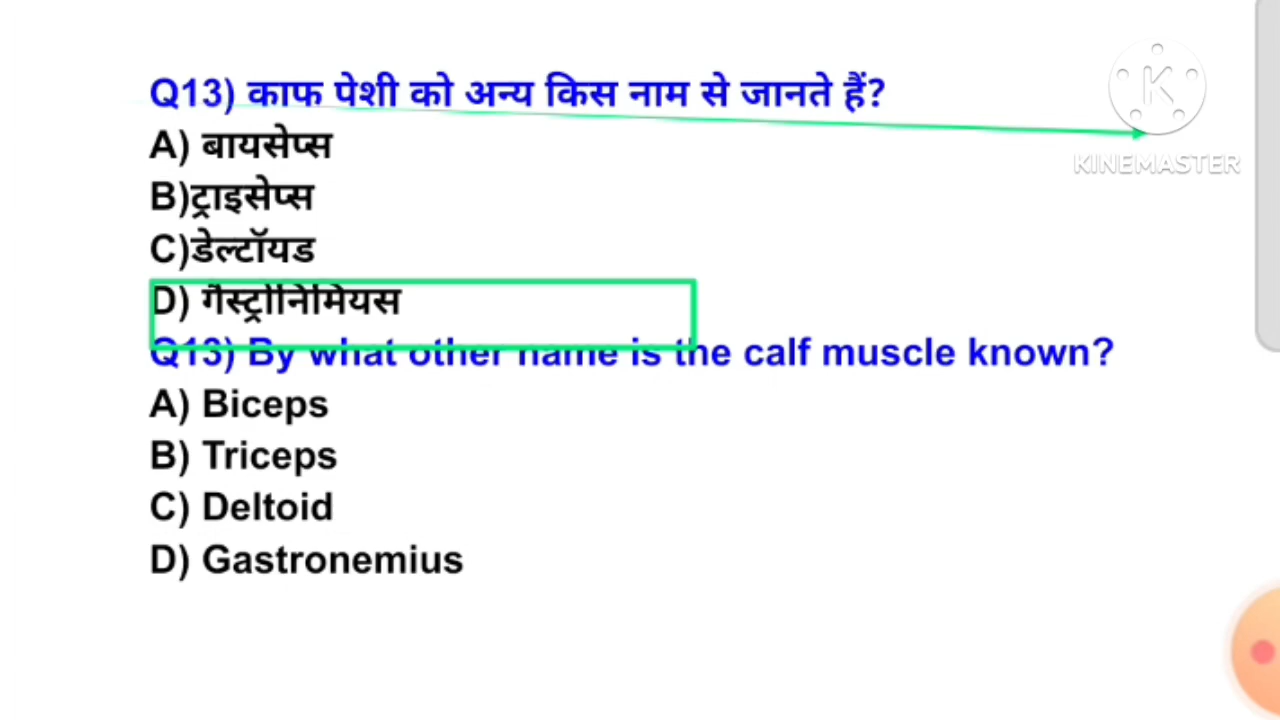 Q13) काफ पेशी को अन्य किस नाम से जानते हैं?
KINEMASTER
A) बायसेप्स
B)ट्राइसेप्स
C)डेल्टॉयड
D) गैस्ट्रोनिमियस
Q13) By what other name is the calf muscle known?
A) Biceps
B) Triceps
C) Deltoid
D) Gastronemius